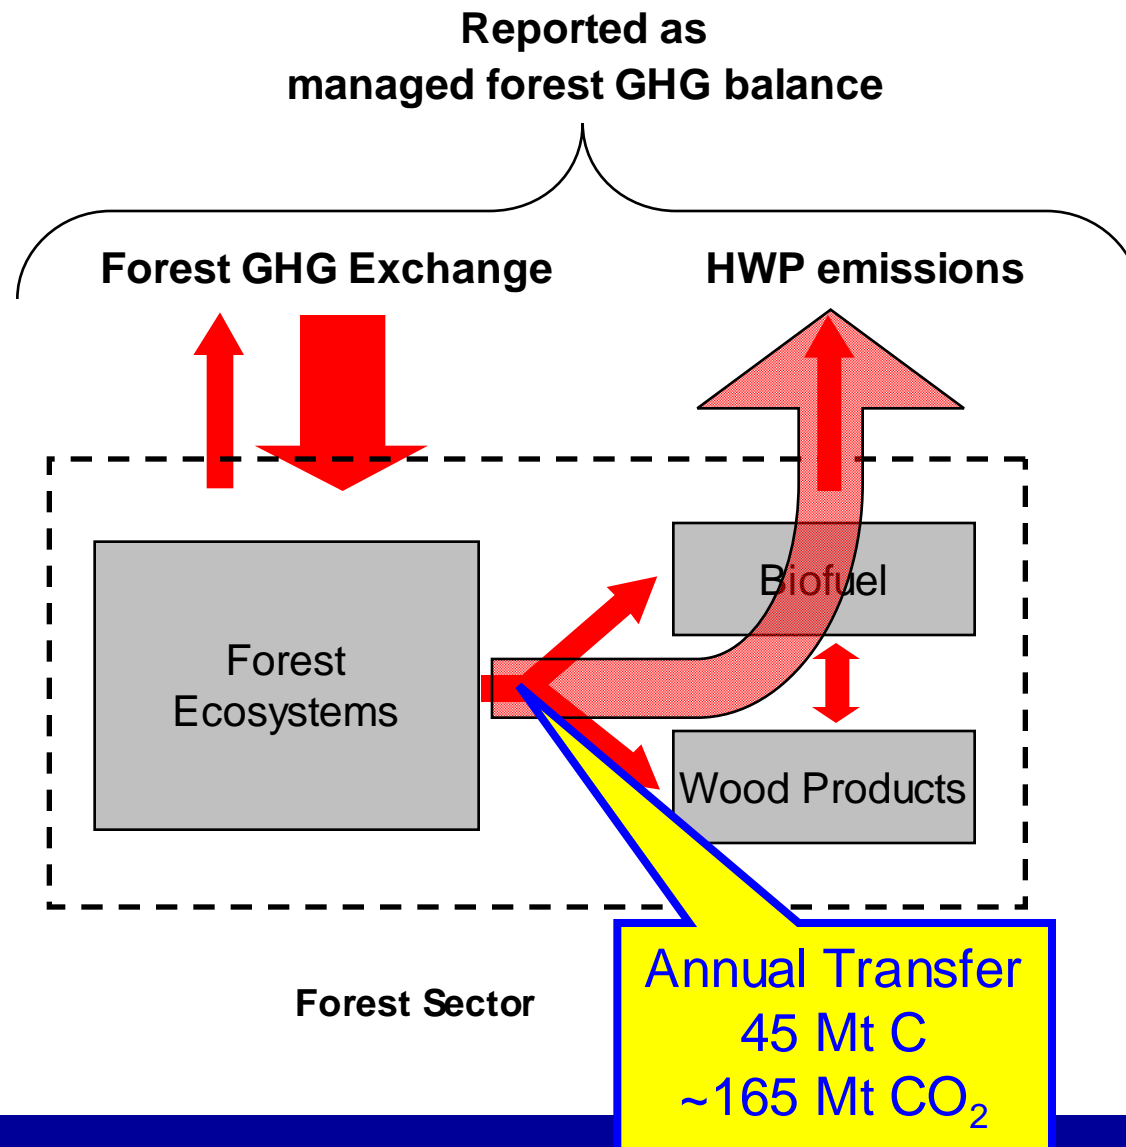 Reported as
managed forest GHG balance
Forest GHG Exchange
HWP emissions
Biofuel
Forest
Ecosystems
Wood Products
Forest Sector
Annual Transfer
45 Mt C
~165 Mt CO₂